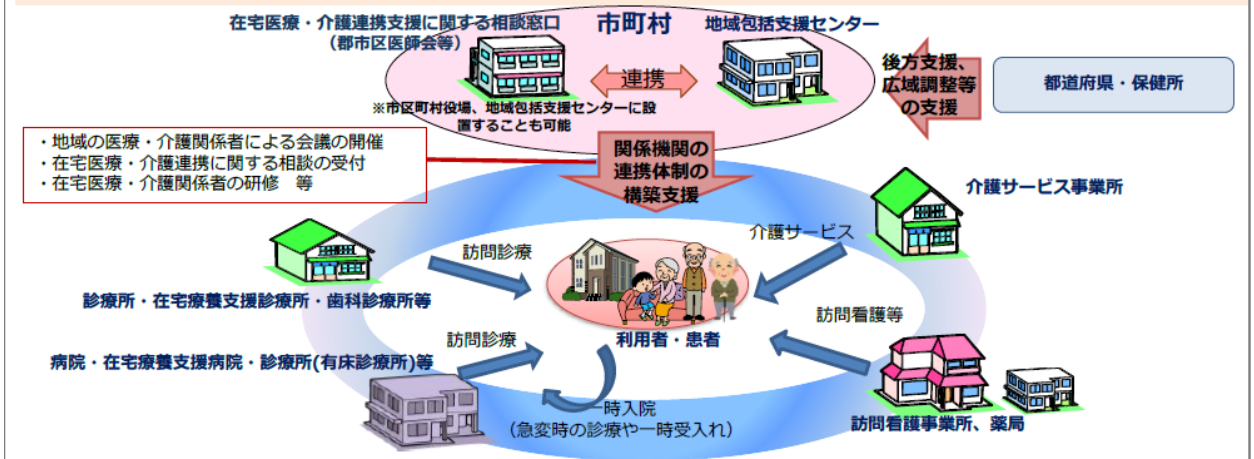 在宅医療・介護連携支援に関する相談窓口
（郡市区医師会等）
市町村
地域包括支援センター
連携
※市区町村役場、地域包括支援センターに設
置することも可能
後方支援、
広域調整等
の支援
都道府県・保健所
・地域の医療・介護関係者による会議の開催
・在宅医療・介護連携に関する相談の受付
・在宅医療・介護関係者の研修　等
関係機関の
連携体制の
構築支援
介護サービス事業所
介護サービス
訪問診療
診療所・在宅療養支援診療所・歯科診療所等
利用者・患者
訪問看護等
訪問診療
病院・在宅療養支援病院・診療所(有床診療所)等
一時入院
（急変時の診療や一時受入れ）
訪問看護事業所、薬局